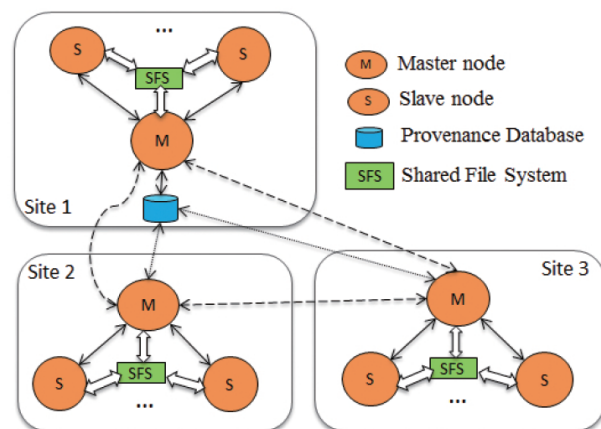 ...
S
S
SFS
M
Site 1
M Master node
S Slave node
Provenance Database
SFS Shared File System
Site 2
M
SFS
S
S
...
Site 3
M
SFS
S
S
...